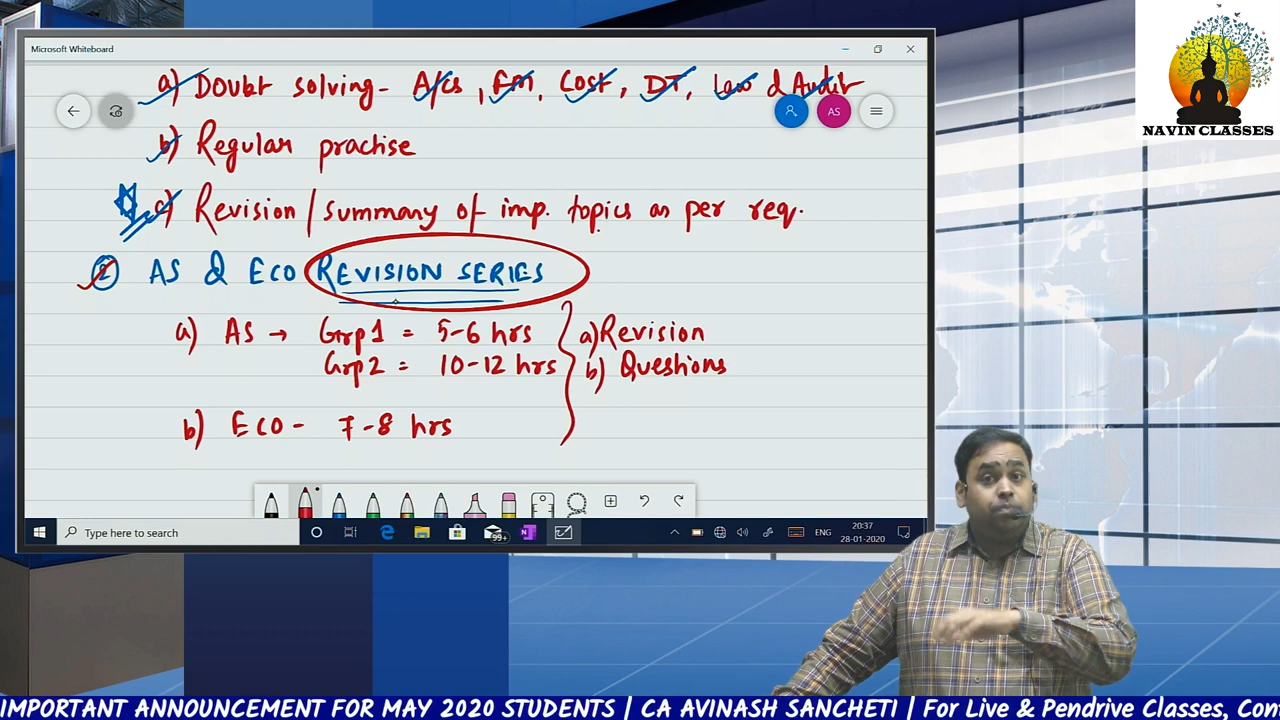 Microsoft Whiteboard
a) Doubt solving - A/cs, FM, Cost, DT, Law & Audit
AS
NAVIN CLASSES
b) Regular practise
c) Revision / summary of imp. topics as per req.
② AS & ECO REVISION SERIES
a) AS → Grp1 = 5-6 hrs a) Revision
Grp2 = 10-12 hrs b) Questions
b) ECO - 7-8 hrs
Type here to search
99+
ENG
20:37
28-01-2020
IMPORTANT ANNOUNCEMENT FOR MAY 2020 STUDENTS | CA AVINASH SANCHETI | For Live & Pendrive Classes, Con